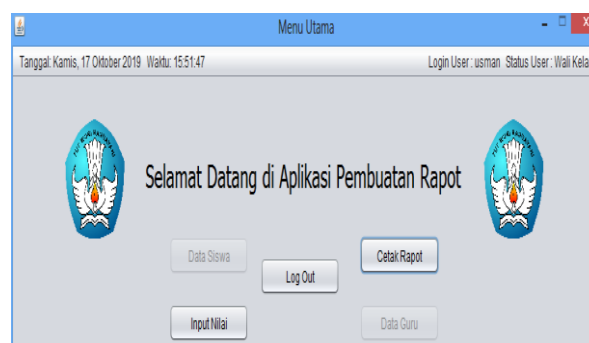 Menu Utama
Tanggal: Kamis, 17 Oktober 2019 Waktu: 15:51:47
Login User : usman Status User : Wali Kela
Selamat Datang di Aplikasi Pembuatan Rapot
Data Siswa
Cetak Rapot
Log Out
Input Nilai
Data Guru